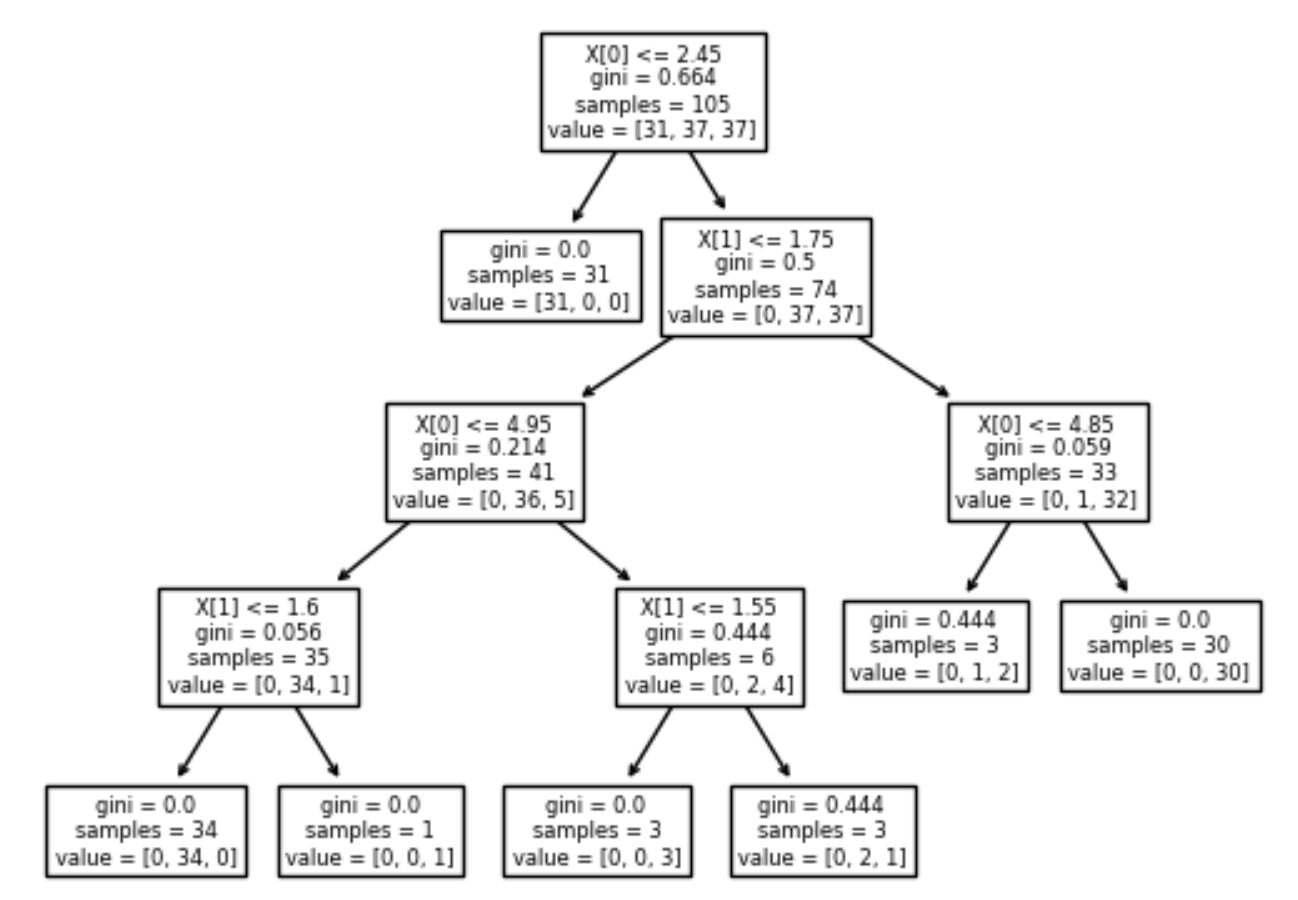 X[0] <= 2.45
gini = 0.664
samples = 105
value = [31, 37, 37]
gini = 0.0
samples = 31
value = [31, 0, 0]
X[1] <= 1.75
gini = 0.5
samples = 74
value = [0, 37, 37]
X[0] <= 4.95
gini = 0.214
samples = 41
value = [0, 36, 5]
X[0] <= 4.85
gini = 0.059
samples = 33
value = [0, 1, 32]
X[1] <= 1.6
gini = 0.056
samples = 35
value = [0, 34, 1]
X[1] <= 1.55
gini = 0.444
samples = 6
value = [0, 2, 4]
gini = 0.444
samples = 3
value = [0, 1, 2]
gini = 0.0
samples = 30
value = [0, 0, 30]
gini = 0.0
samples = 34
value = [0, 34, 0]
gini = 0.0
samples = 1
value = [0, 0, 1]
gini = 0.0
samples = 3
value = [0, 0, 3]
gini = 0.444
samples = 3
value = [0, 2, 1]